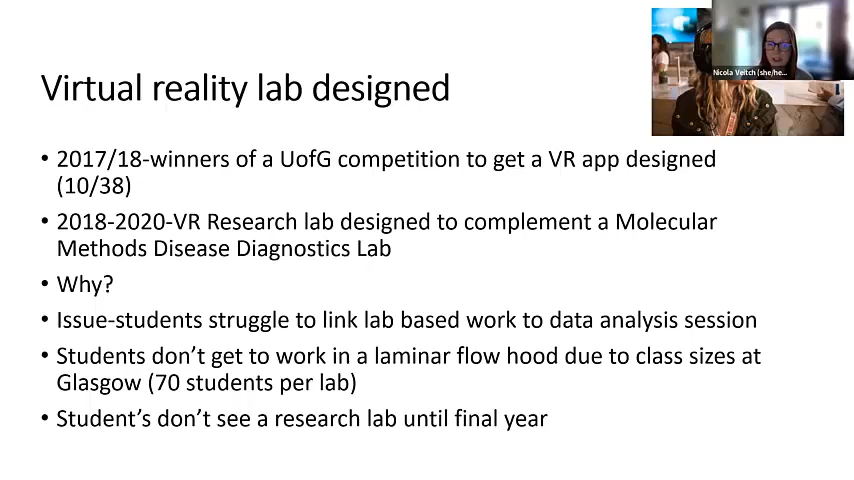 Nicola Veitch (she/he...
Virtual reality lab designed
• 2017/18-winners of a UofG competition to get a VR app designed
(10/38)
• 2018-2020-VR Research lab designed to complement a Molecular
Methods Disease Diagnostics Lab
• Why?
• Issue-students struggle to link lab based work to data analysis session
• Students don’t get to work in a laminar flow hood due to class sizes at
Glasgow (70 students per lab)
• Student’s don’t see a research lab until final year